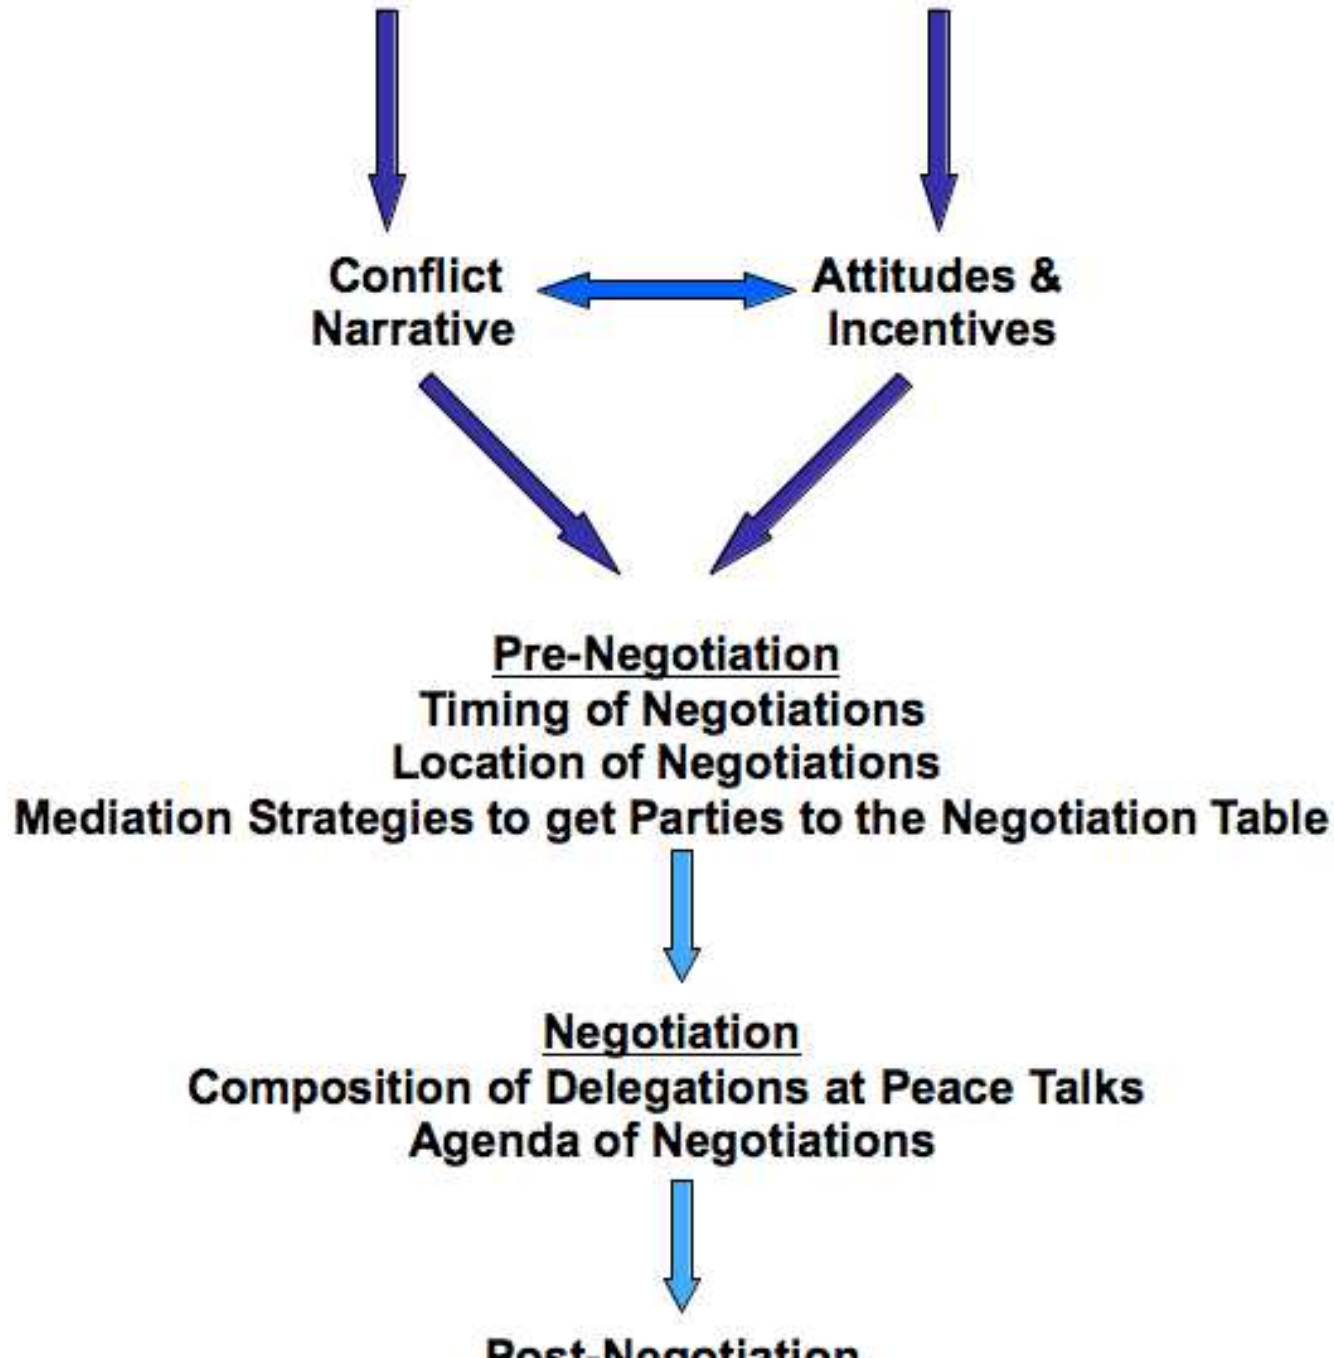 Conflict
Narrative
Attitudes &
Incentives
Pre-Negotiation
Timing of Negotiations
Location of Negotiations
Mediation Strategies to get Parties to the Negotiation Table
Negotiation
Composition of Delegations at Peace Talks
Agenda of Negotiations
Post-Negotiation